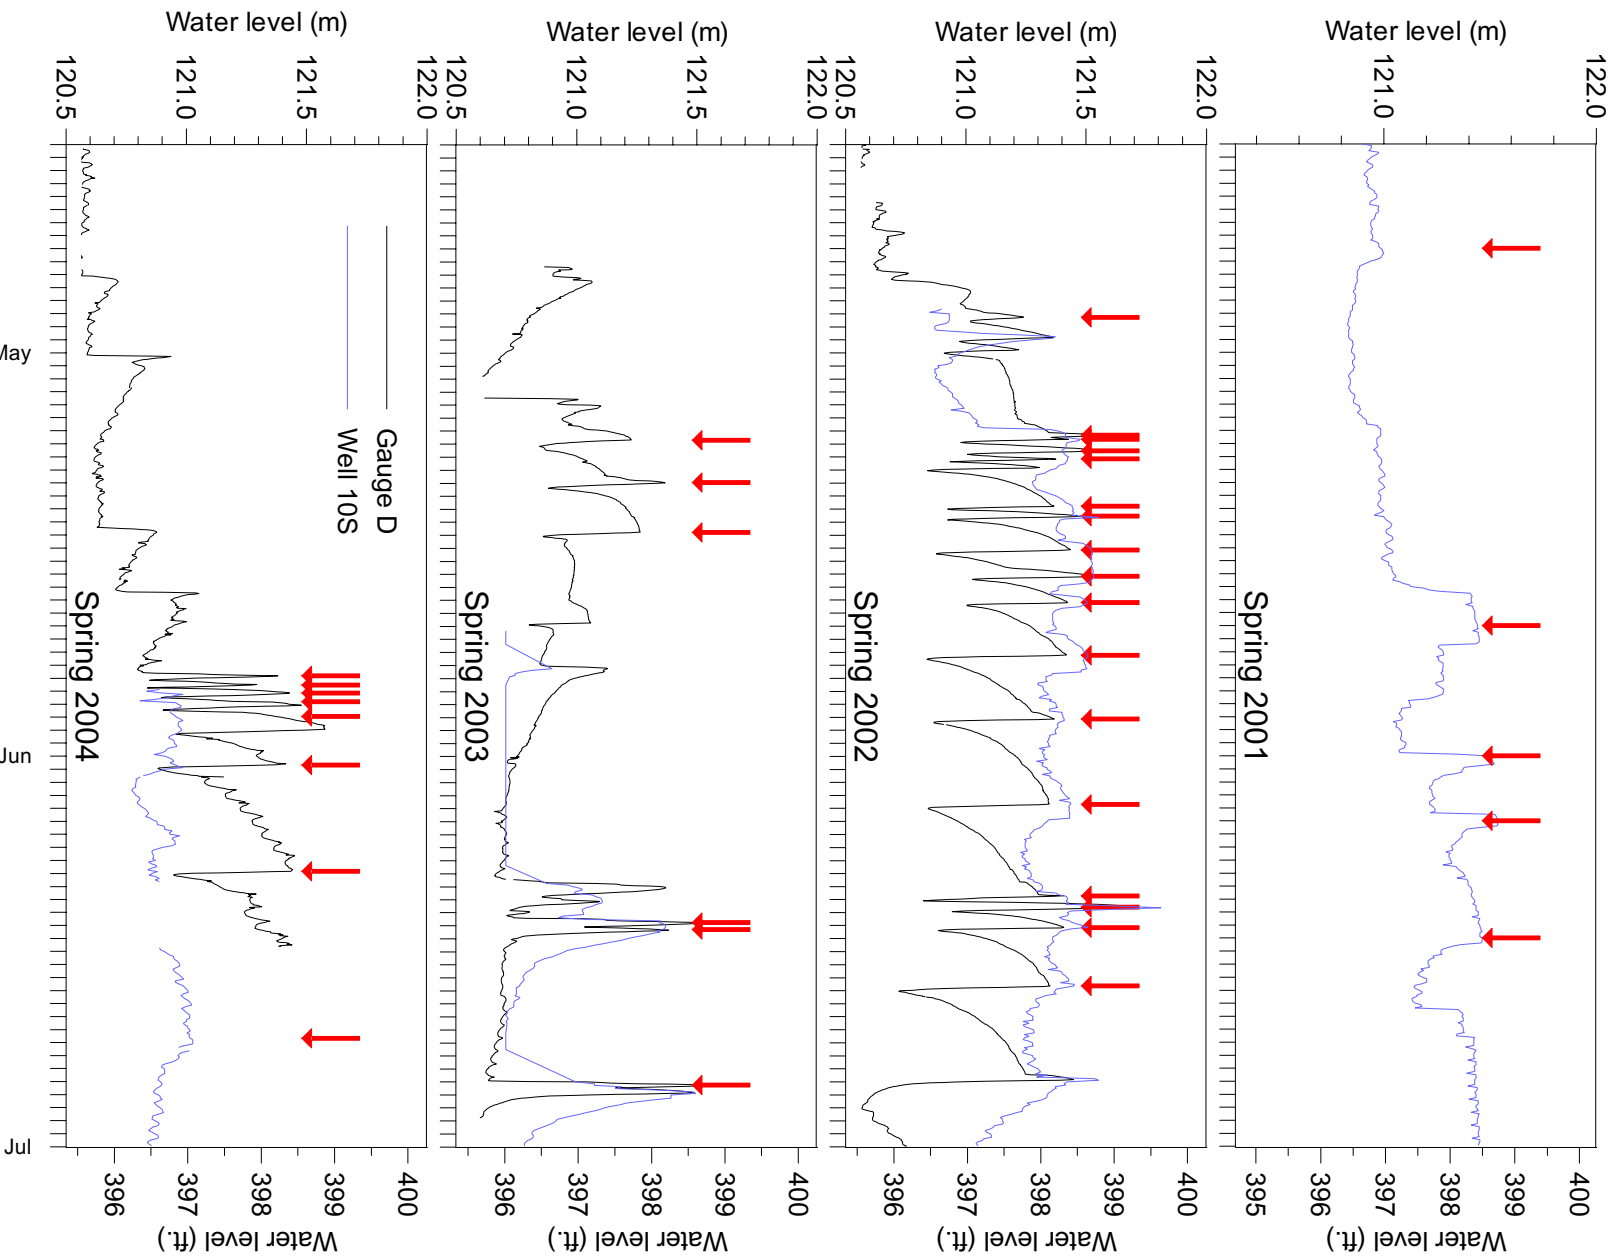 Water level (m)
Water level (m)
Water level (m)
Water level (m)
120.5
121.0
121.5
122.0
120.5
121.0
121.5
122.0
120.5
121.0
121.5
122.0
121.0
122.0
May
Jun
Jul
Gauge D
Well 10S
Spring 2004
Spring 2003
Spring 2002
Spring 2001
396
397
398
399
400
396
397
398
399
400
396
397
398
399
400
395
396
397
398
399
400
Water level (ft.)
Water level (ft.)
Water level (ft.)
Water level (ft.)